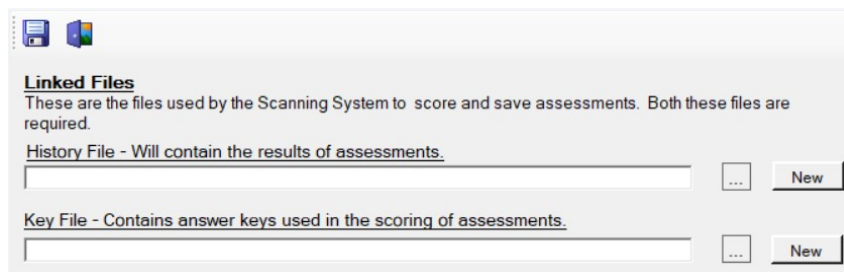 Linked Files
These are the files used by the Scanning System to score and save assessments. Both these files are
required.
History File - Will contain the results of assessments.
... New
Key File - Contains answer keys used in the scoring of assessments.
... New